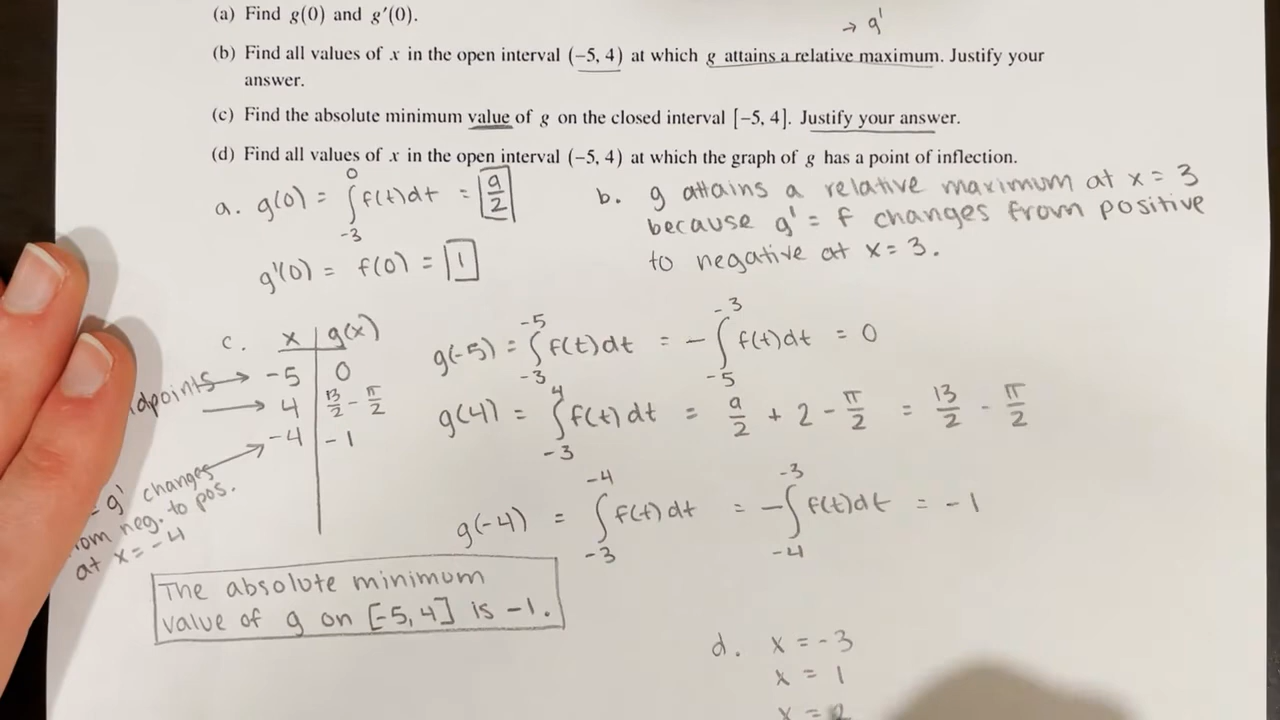 (a) Find g(0) and g′(0).
→ g'
(b) Find all values of x in the open interval (−5, 4) at which g attains a relative maximum. Justify your
answer.
(c) Find the absolute minimum value of g on the closed interval [−5, 4]. Justify your answer.
(d) Find all values of x in the open interval (−5, 4) at which the graph of g has a point of inflection.
a. g(0) = ∫_{-3}^{0} f(t)dt = 9/2
g'(0) = f(0) = 1
b. g attains a relative maximum at x = 3
because g' = f changes from positive
to negative at x = 3.
c. x | g(x)
-5 | 0
4 | 13/2 - π/2
-4 | -1
dpoints →
g' changes
om neg. to pos.
at x = -4
g(-5) = ∫_{-3}^{-5} f(t)dt = -∫_{-5}^{-3} f(t)dt = 0
g(4) = ∫_{-3}^{4} f(t)dt = 9/2 + 2 - π/2 = 13/2 - π/2
g(-4) = ∫_{-3}^{-4} f(t)dt = -∫_{-4}^{-3} f(t)dt = -1
The absolute minimum
value of g on [-5, 4] is -1.
d. x = -3
x = 1
x = 2